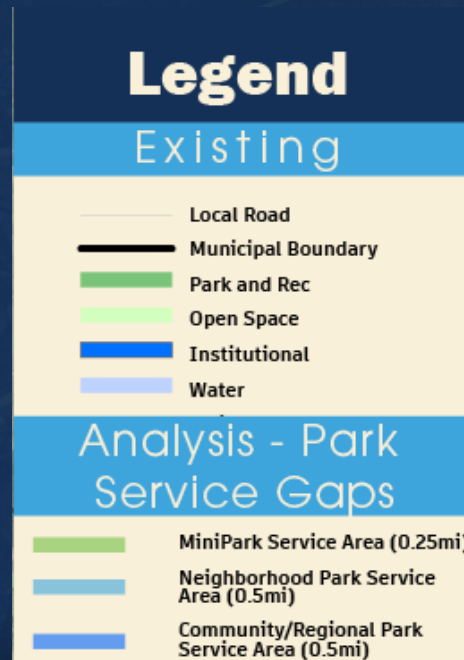 Legend
Existing
Local Road
Municipal Boundary
Park and Rec
Open Space
Institutional
Water
Analysis - Park
Service Gaps
MiniPark Service Area (0.25mi)
Neighborhood Park Service
Area (0.5mi)
Community/Regional Park
Service Area (0.5mi)